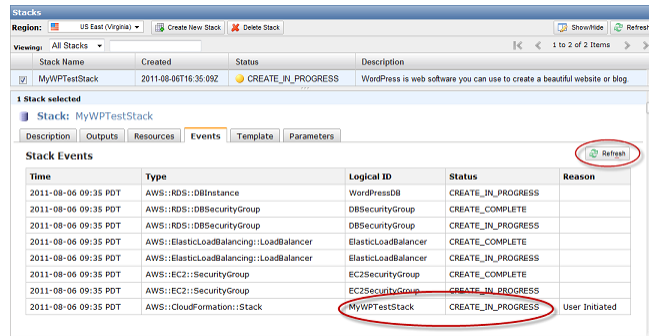 Stacks
Region: US East (Virginia) Create New Stack Delete Stack Show/Hide Refresh
Viewing: All Stacks 1 to 2 of 2 Items
Stack Name Created Status Description
MyWPTestStack 2011-08-06T16:35:09Z CREATE_IN_PROGRESS WordPress is web software you can use to create a beautiful website or blog
1 Stack selected
Stack: MyWPTestStack
Description Outputs Resources Events Template Parameters
Stack Events Refresh
Time Type Logical ID Status Reason
2011-08-06 09:35 PDT AWS::RDS::DBInstance WordPressDB CREATE_IN_PROGRESS
2011-08-06 09:35 PDT AWS::RDS::DBSecurityGroup DBSecurityGroup CREATE_COMPLETE
2011-08-06 09:35 PDT AWS::RDS::DBSecurityGroup DBSecurityGroup CREATE_IN_PROGRESS
2011-08-06 09:35 PDT AWS::ElasticLoadBalancing::LoadBalancer ElasticLoadBalancer CREATE_COMPLETE
2011-08-06 09:35 PDT AWS::ElasticLoadBalancing::LoadBalancer ElasticLoadBalancer CREATE_IN_PROGRESS
2011-08-06 09:35 PDT AWS::EC2::SecurityGroup EC2SecurityGroup CREATE_COMPLETE
2011-08-06 09:35 PDT AWS::EC2::SecurityGroup EC2SecurityGroup CREATE_IN_PROGRESS
2011-08-06 09:35 PDT AWS::CloudFormation::Stack MyWPTestStack CREATE_IN_PROGRESS User Initiated